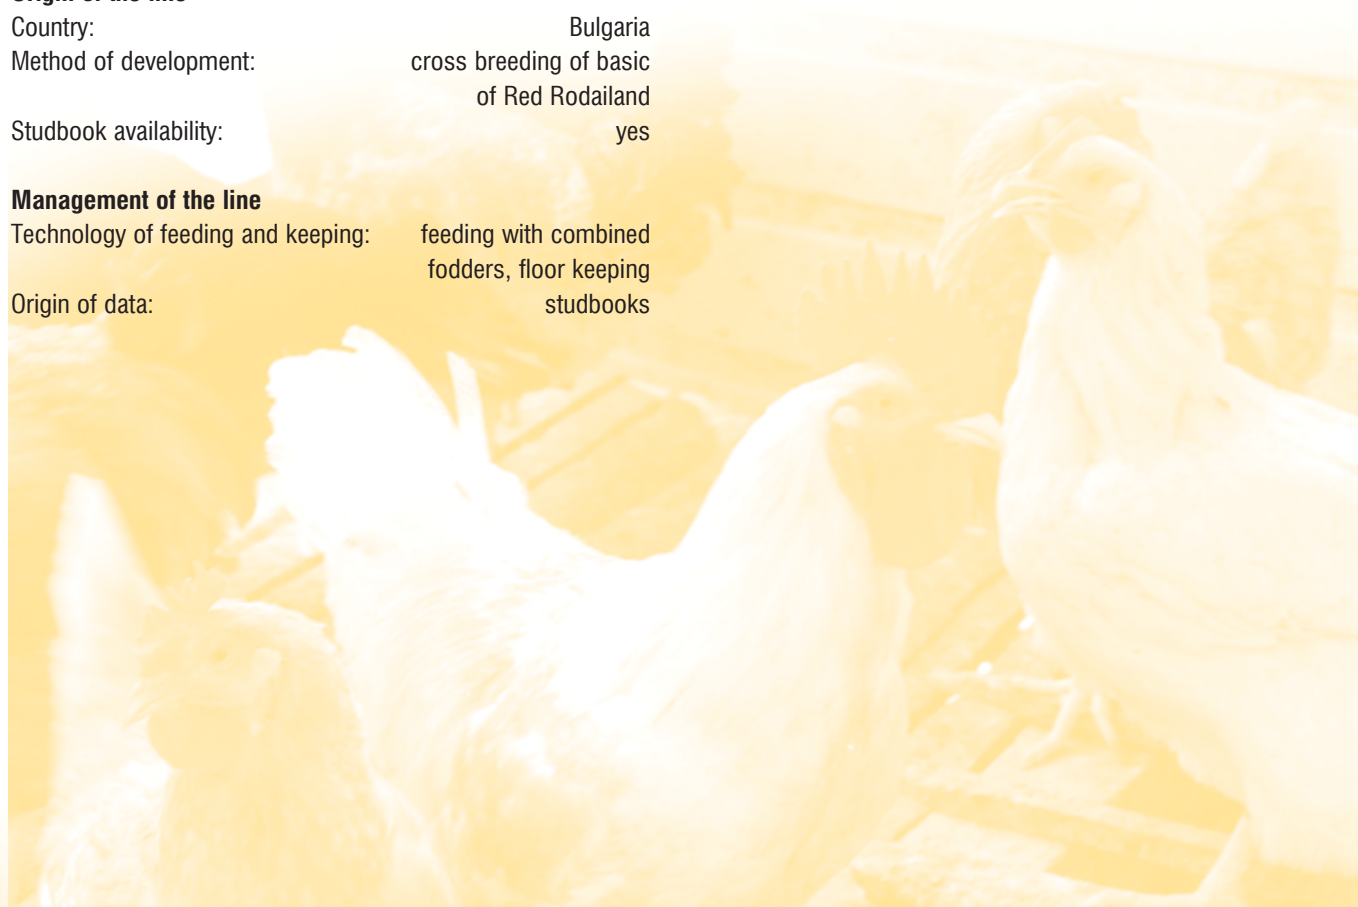 Country: Bulgaria
Method of development: cross breeding of basic
of Red Rodailand
Studbook availability: yes
Management of the line
Technology of feeding and keeping: feeding with combined
fodders, floor keeping
Origin of data: studbooks